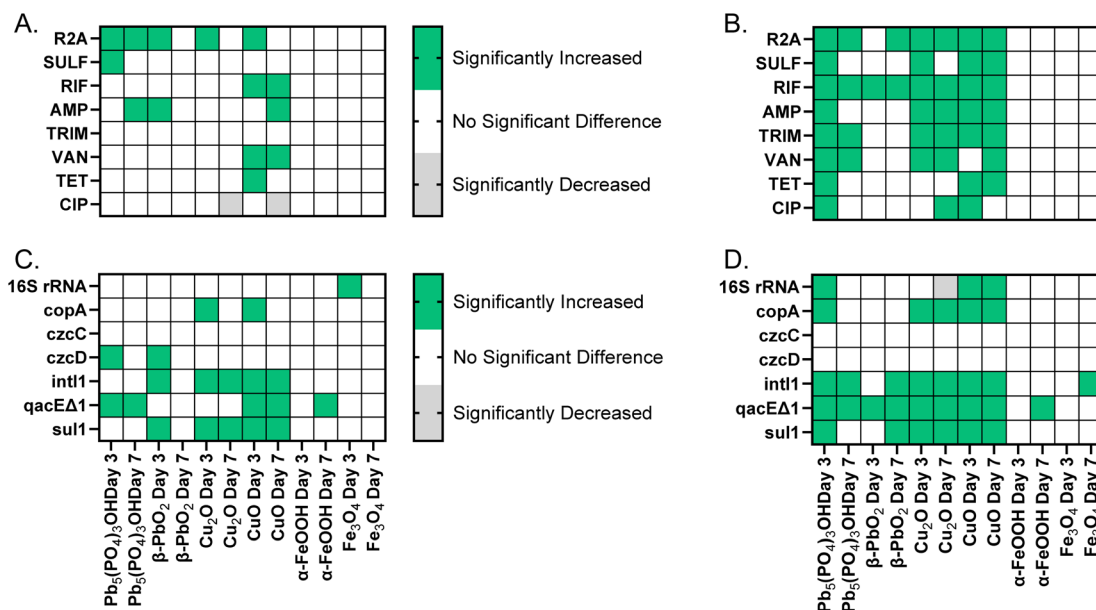 A.
R2A
SULF
RIF
AMP
TRIM
VAN
TET
CIP
Significantly Increased
No Significant Difference
Significantly Decreased
B.
R2A
SULF
RIF
AMP
TRIM
VAN
TET
CIP
C.
16S rRNA
copA
czcC
czcD
intI1
qacEΔ1
sul1
Pb₅(PO₄)₃OHDay 3
Pb₅(PO₄)₃OHDay 7
β-PbO₂ Day 3
β-PbO₂ Day 7
Cu₂O Day 3
Cu₂O Day 7
CuO Day 3
CuO Day 7
α-FeOOH Day 3
α-FeOOH Day 7
Fe₃O₄ Day 3
Fe₃O₄ Day 7
Significantly Increased
No Significant Difference
Significantly Decreased
D.
16S rRNA
copA
czcC
czcD
intI1
qacEΔ1
sul1
Pb₅(PO₄)₃OHDay 3
Pb₅(PO₄)₃OHDay 7
β-PbO₂ Day 3
β-PbO₂ Day 7
Cu₂O Day 3
Cu₂O Day 7
CuO Day 3
CuO Day 7
α-FeOOH Day 3
α-FeOOH Day 7
Fe₃O₄ Day 3
Fe₃O₄ Day 7